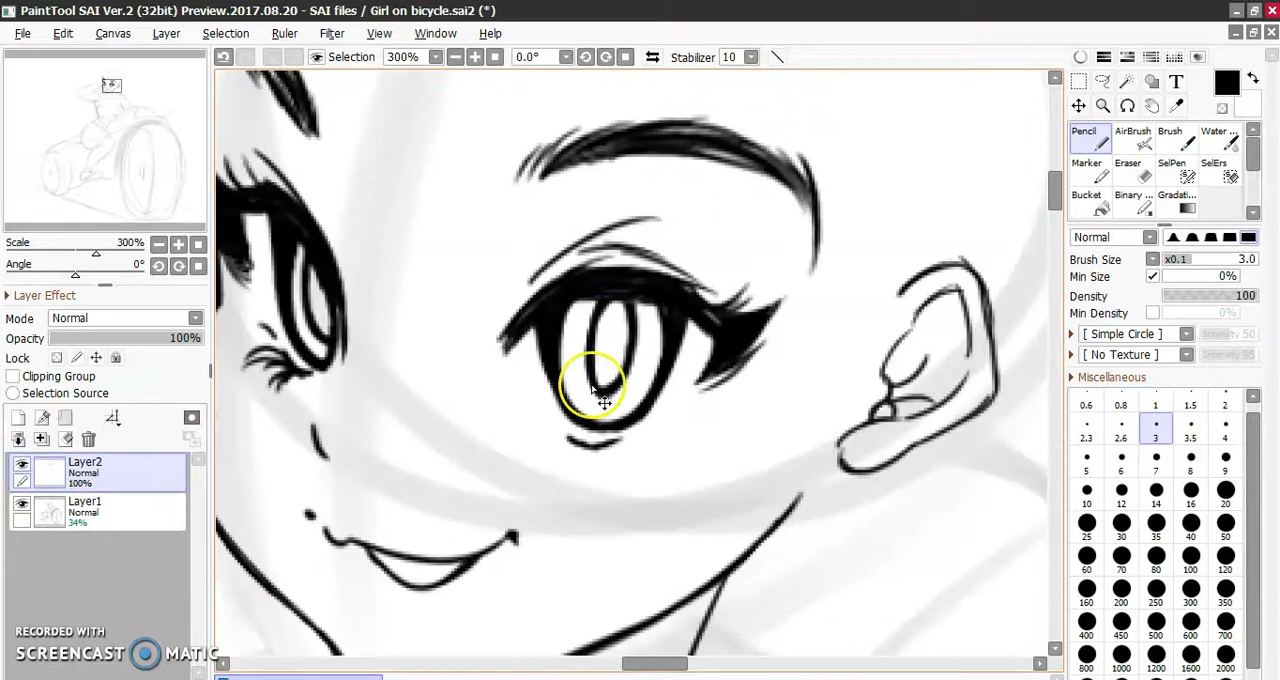 PaintTool SAI Ver.2 (32bit) Preview.2017.08.20 - SAI files / Girl on bicycle.sai2 (*)
File Edit Canvas Layer Selection Ruler Filter View Window Help
Selection 300% 0.0° Stabilizer 10
T
Scale 300%
Angle 0°
Layer Effect
Mode Normal
Opacity 100%
Lock
Clipping Group
Selection Source
Layer2
Normal
100%
Layer1
Normal
34%
RECORDED WITH
SCREENCAST MATIC
Pencil AirBrush Brush Water ..
Marker Eraser SelPen SelErs
Bucket Binary .. Gradati..
Normal
Brush Size x0.1 3.0
Min Size 0%
Density 100
Min Density 0%
[ Simple Circle ] Intensity 50
[ No Texture ] Intensity 95
Miscellaneous
0.6 0.8 1 1.5 2
2.3 2.6 3 3.5 4
5 6 7 8 9
10 12 14 16 20
25 30 35 40 50
60 70 80 100 120
160 200 250 300 350
400 450 500 600 700
800 1000 1200 1600 2000